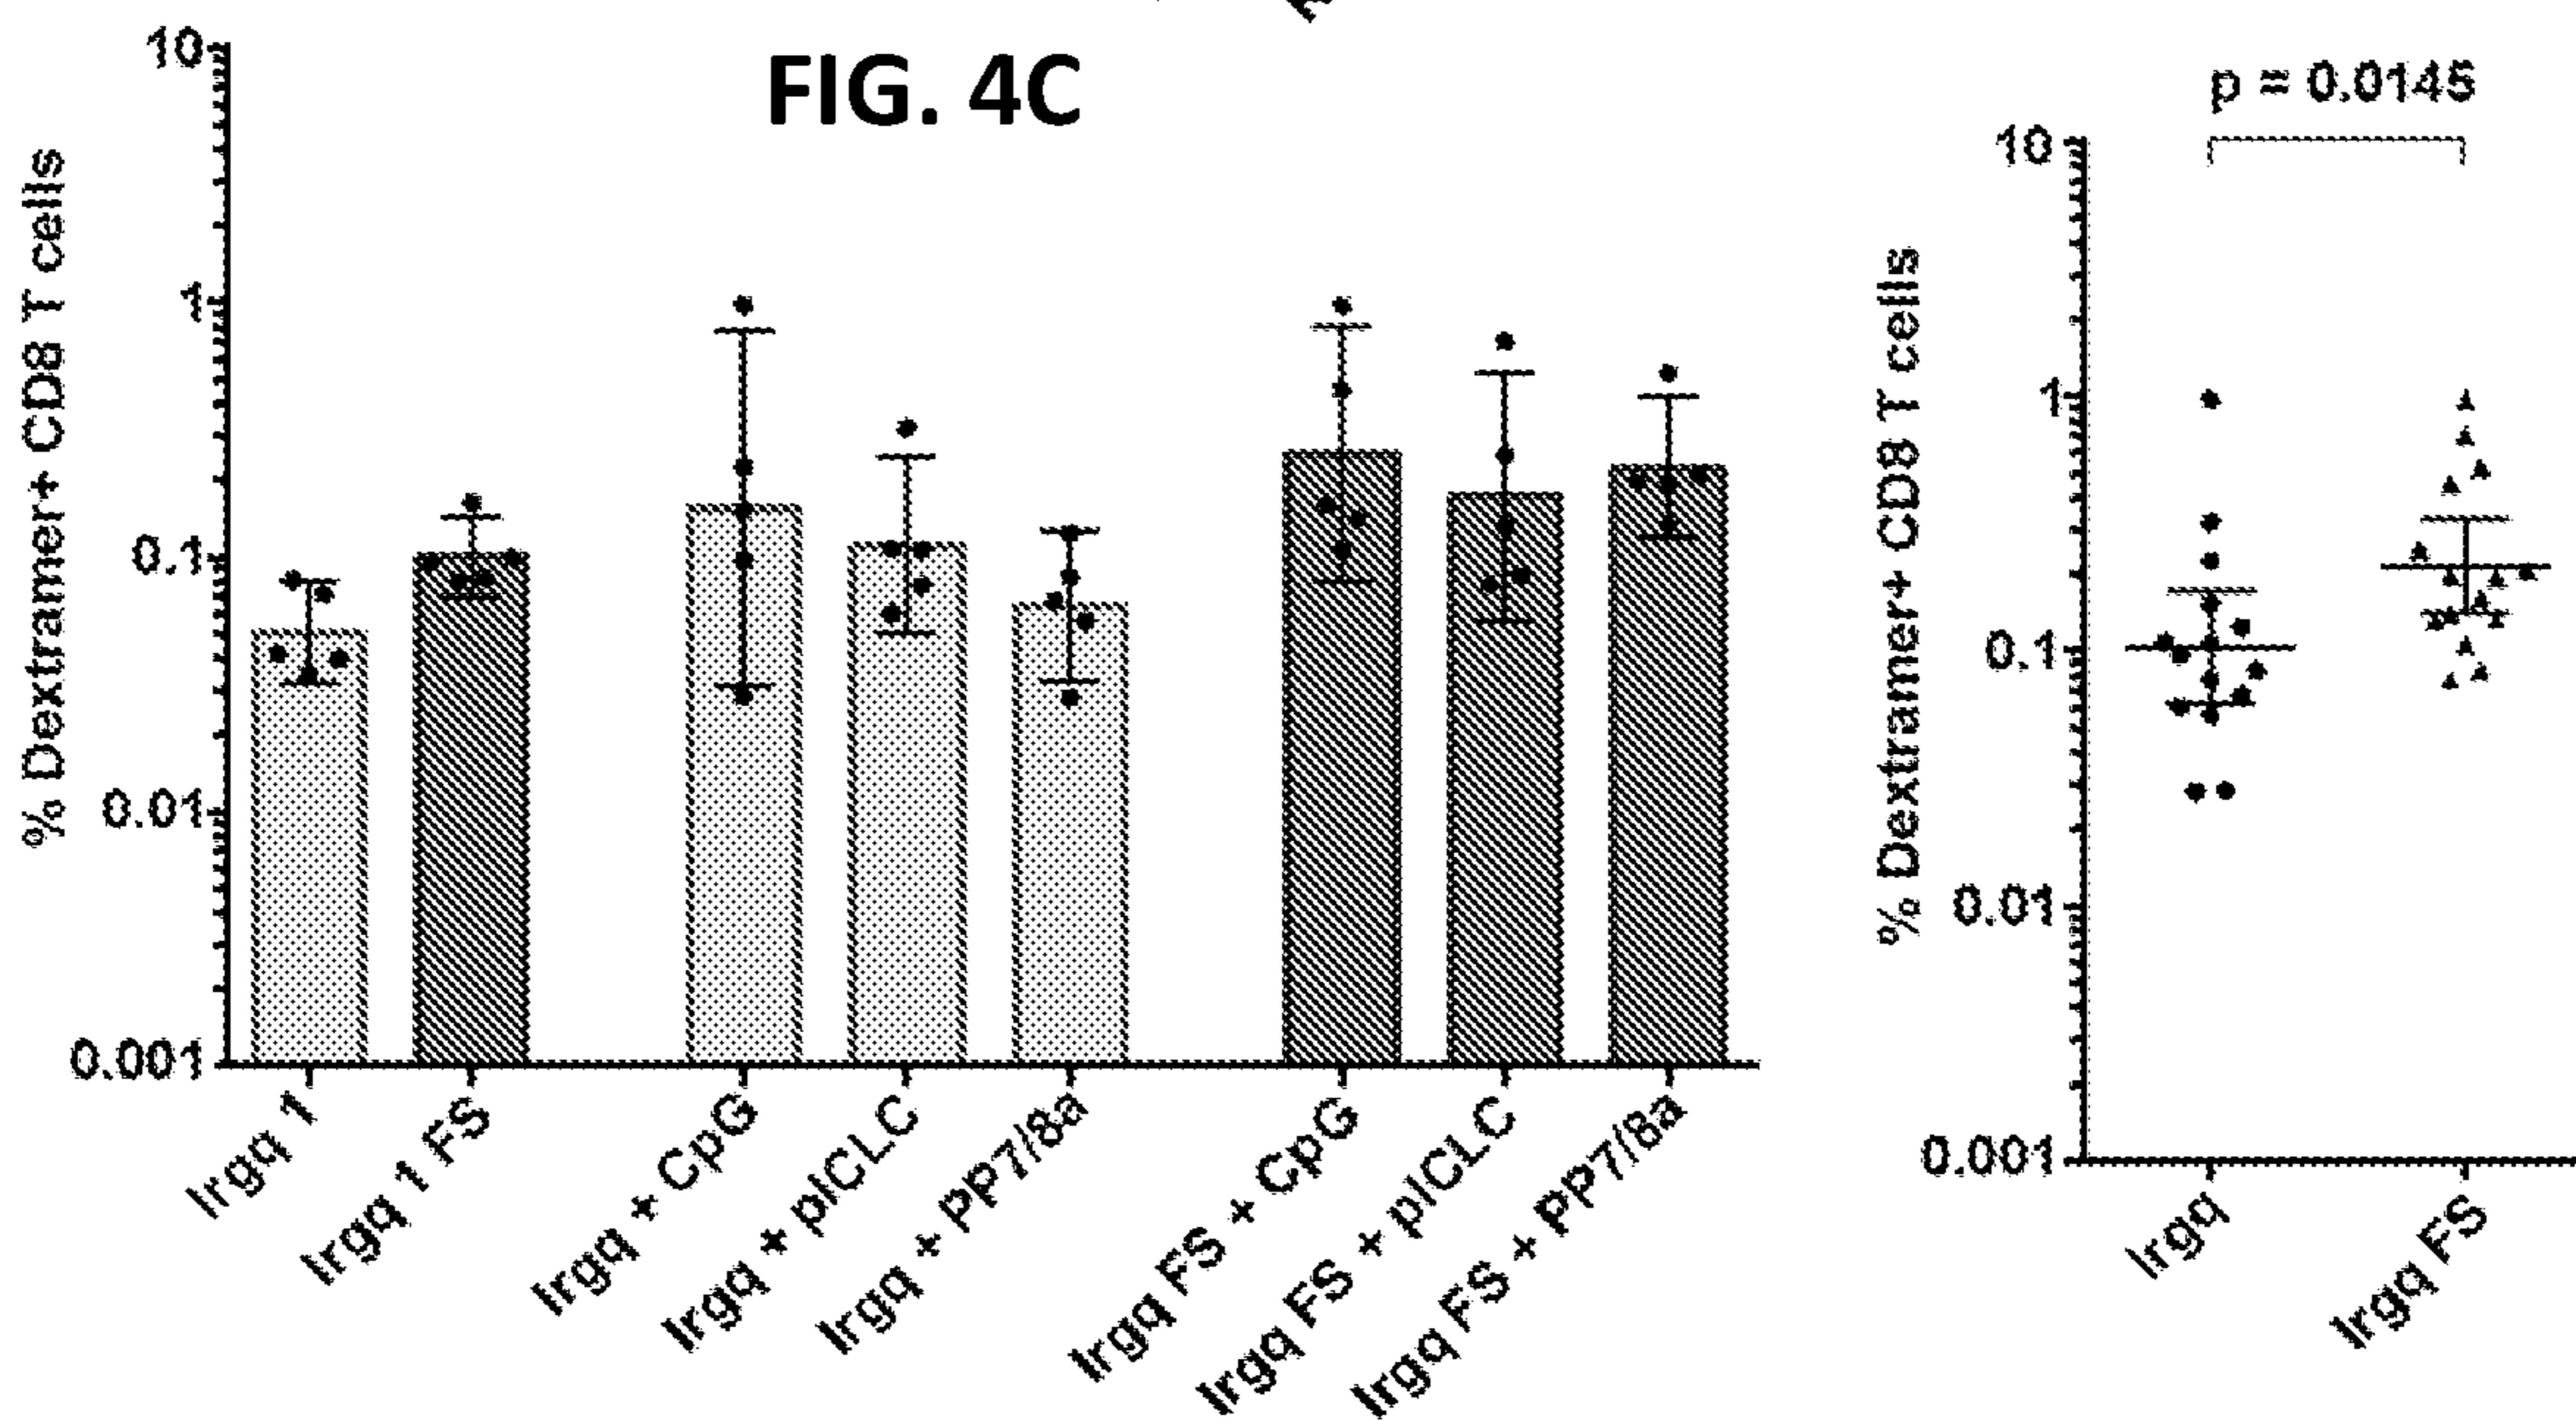 FIG. 4C
% Dextramer+ CD8 T cells
10
1
0.1
0.01
0.001
Irgq 1
Irgq 1 FS
Irgq + CpG
Irgq + pICLC
Irgq + PP7/8a
Irgq FS + CpG
Irgq FS + pICLC
Irgq FS + PP7/8a
p = 0.0145
% Dextramer+ CD8 T cells
10
1
0.1
0.01
0.001
Irgq
Irgq FS